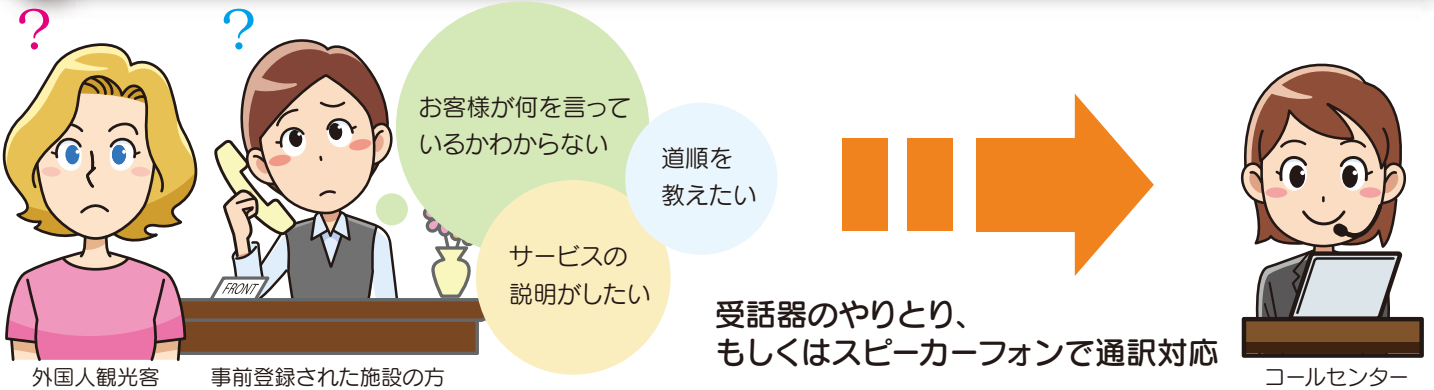 ?
?
お客様が何を言って
いるかわからない
道順を
教えたい
サービスの
説明がしたい
FRONT
受話器のやりとり、
もしくはスピーカーフォンで通訳対応
外国人観光客
事前登録された施設の方
コールセンター